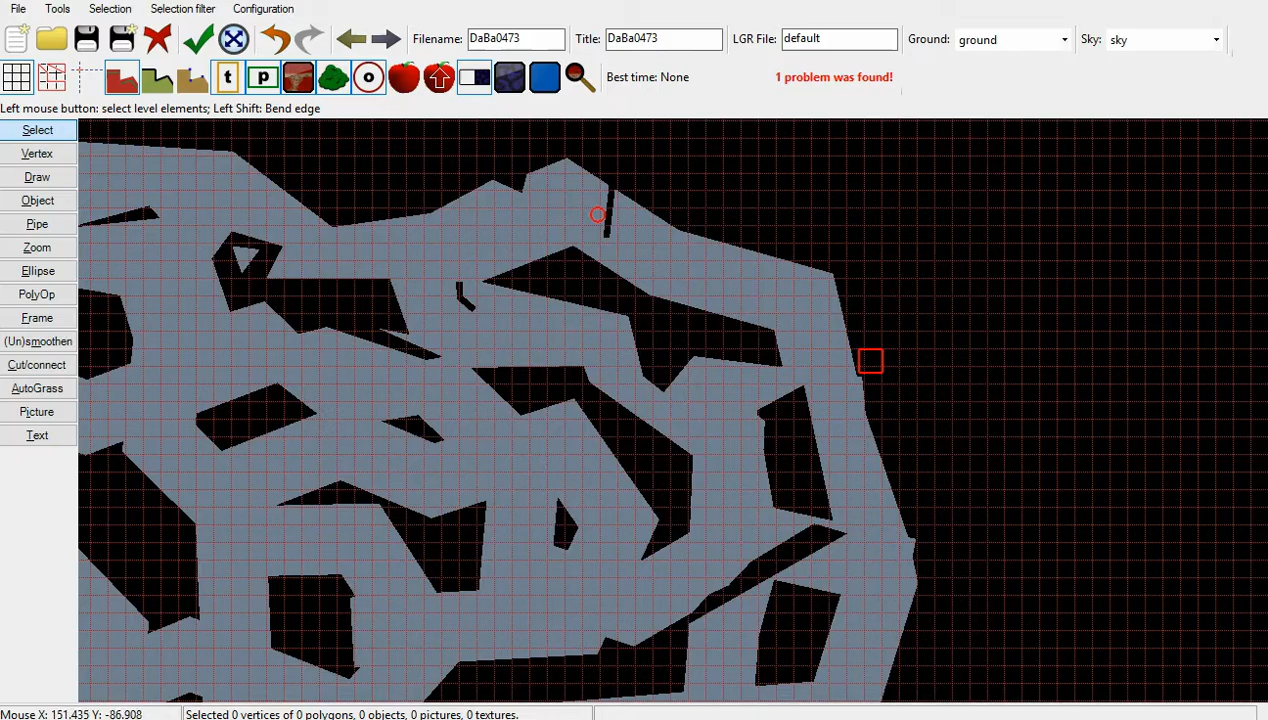 File Tools Selection Selection filter Configuration
Filename: DaBa0473 Title: DaBa0473 LGR File: default Ground: ground Sky: sky
t p o Best time: None 1 problem was found!
Left mouse button: select level elements; Left Shift: Bend edge
Select
Vertex
Draw
Object
Pipe
Zoom
Ellipse
PolyOp
Frame
(Un)smoothen
Cut/connect
AutoGrass
Picture
Text
Mouse X: 151.435 Y: -86.908 Selected 0 vertices of 0 polygons, 0 objects, 0 pictures, 0 textures.